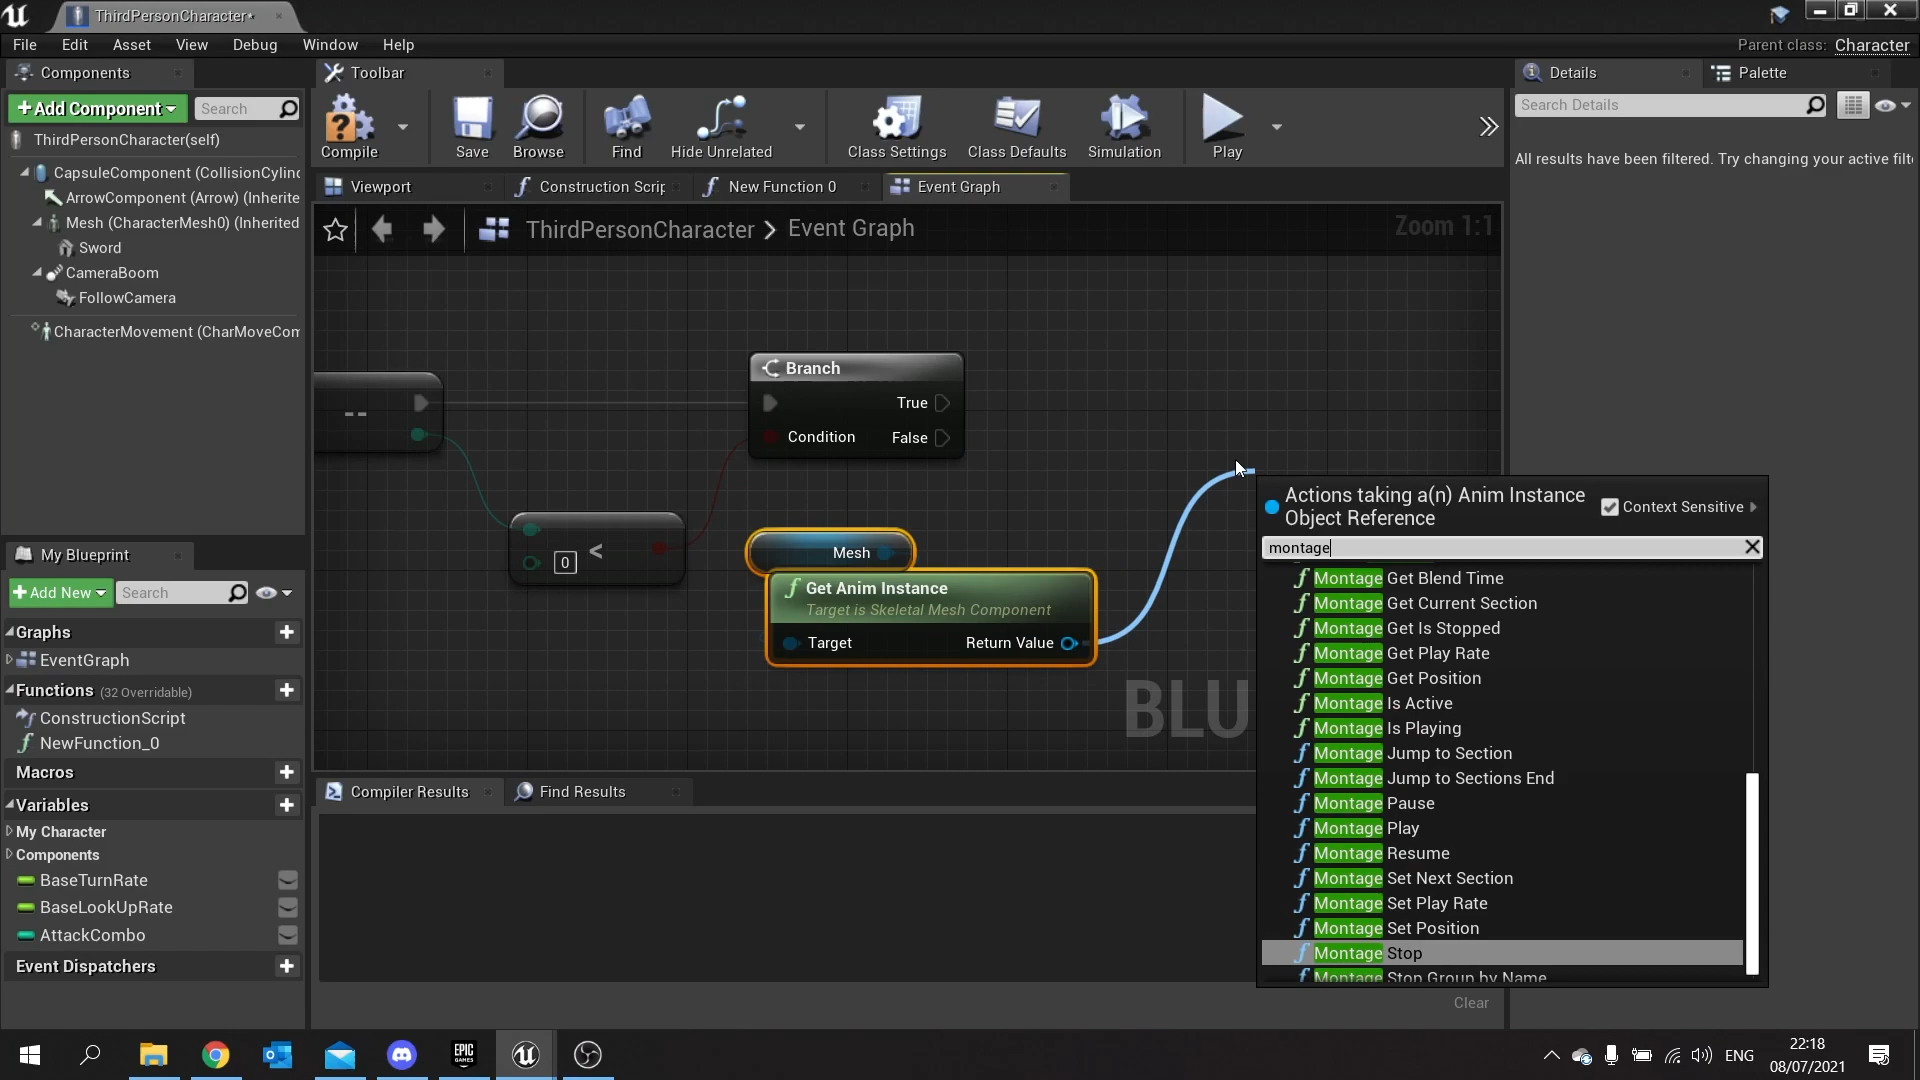 ThirdPersonCharacter*
File Edit Asset View Debug Window Help
Parent class: Character
Components
Toolbar
Details
Palette
+Add Component
Search
Search Details
ThirdPersonCharacter(self)
CapsuleComponent (CollisionCylin
ArrowComponent (Arrow) (Inherite
Mesh (CharacterMesh0) (Inherited
Sword
CameraBoom
FollowCamera
CharacterMovement (CharMoveCom
Compile
Save
Browse
Find
Hide Unrelated
Class Settings
Class Defaults
Simulation
Play
All results have been filtered. Try changing your active filt
Viewport
Construction Scrip
New Function 0
Event Graph
ThirdPersonCharacter > Event Graph
Zoom 1:1
--
Branch
True
Condition
False
0
<
Mesh
Get Anim Instance
Target is Skeletal Mesh Component
Target
Return Value
BLU
Actions taking a(n) Anim Instance
Object Reference
Context Sensitive
montage
Montage Get Blend Time
Montage Get Current Section
Montage Get Is Stopped
Montage Get Play Rate
Montage Get Position
Montage Is Active
Montage Is Playing
Montage Jump to Section
Montage Jump to Sections End
Montage Pause
Montage Play
Montage Resume
Montage Set Next Section
Montage Set Play Rate
Montage Set Position
Montage Stop
Montage Stop Group by Name
My Blueprint
+Add New
Search
Graphs
EventGraph
Functions (32 Overridable)
ConstructionScript
NewFunction_0
Macros
Variables
My Character
Components
BaseTurnRate
BaseLookUpRate
AttackCombo
Event Dispatchers
Compiler Results
Find Results
Clear
EPIC
GAMES
ENG
22:18
08/07/2021